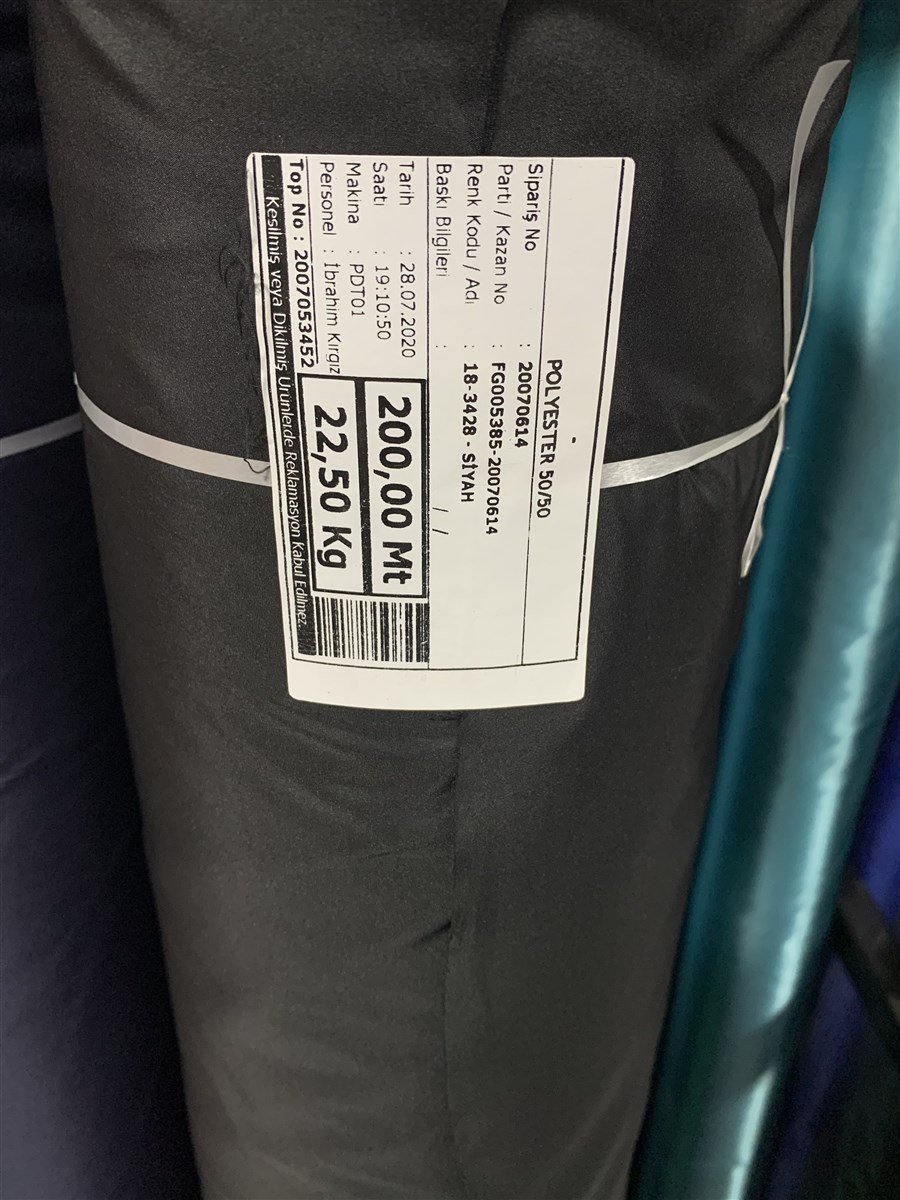 POLYESTER 50/50
Sipariş No : 20070614
Parti / Kazan No : FG005385-20070614
Renk Kodu / Adı : 18-3428 - SİYAH
Baskı Bilgileri : / /
Tarih : 28.07.2020
Saati : 19:10:50
Makina : PDT01
Personel : İbrahim Kırgız
200,00 Mt
22,50 Kg
Top No : 2007053452
Kesilmiş veya Dikilmiş Ürünlerde Reklamasyon Kabul Edilmez.